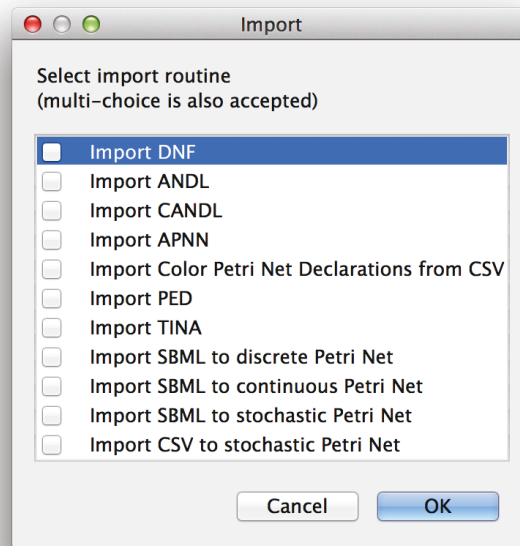 Import
Select import routine
(multi-choice is also accepted)
Import DNF
Import ANDL
Import CANDL
Import APNN
Import Color Petri Net Declarations from CSV
Import PED
Import TINA
Import SBML to discrete Petri Net
Import SBML to continuous Petri Net
Import SBML to stochastic Petri Net
Import CSV to stochastic Petri Net
Cancel OK